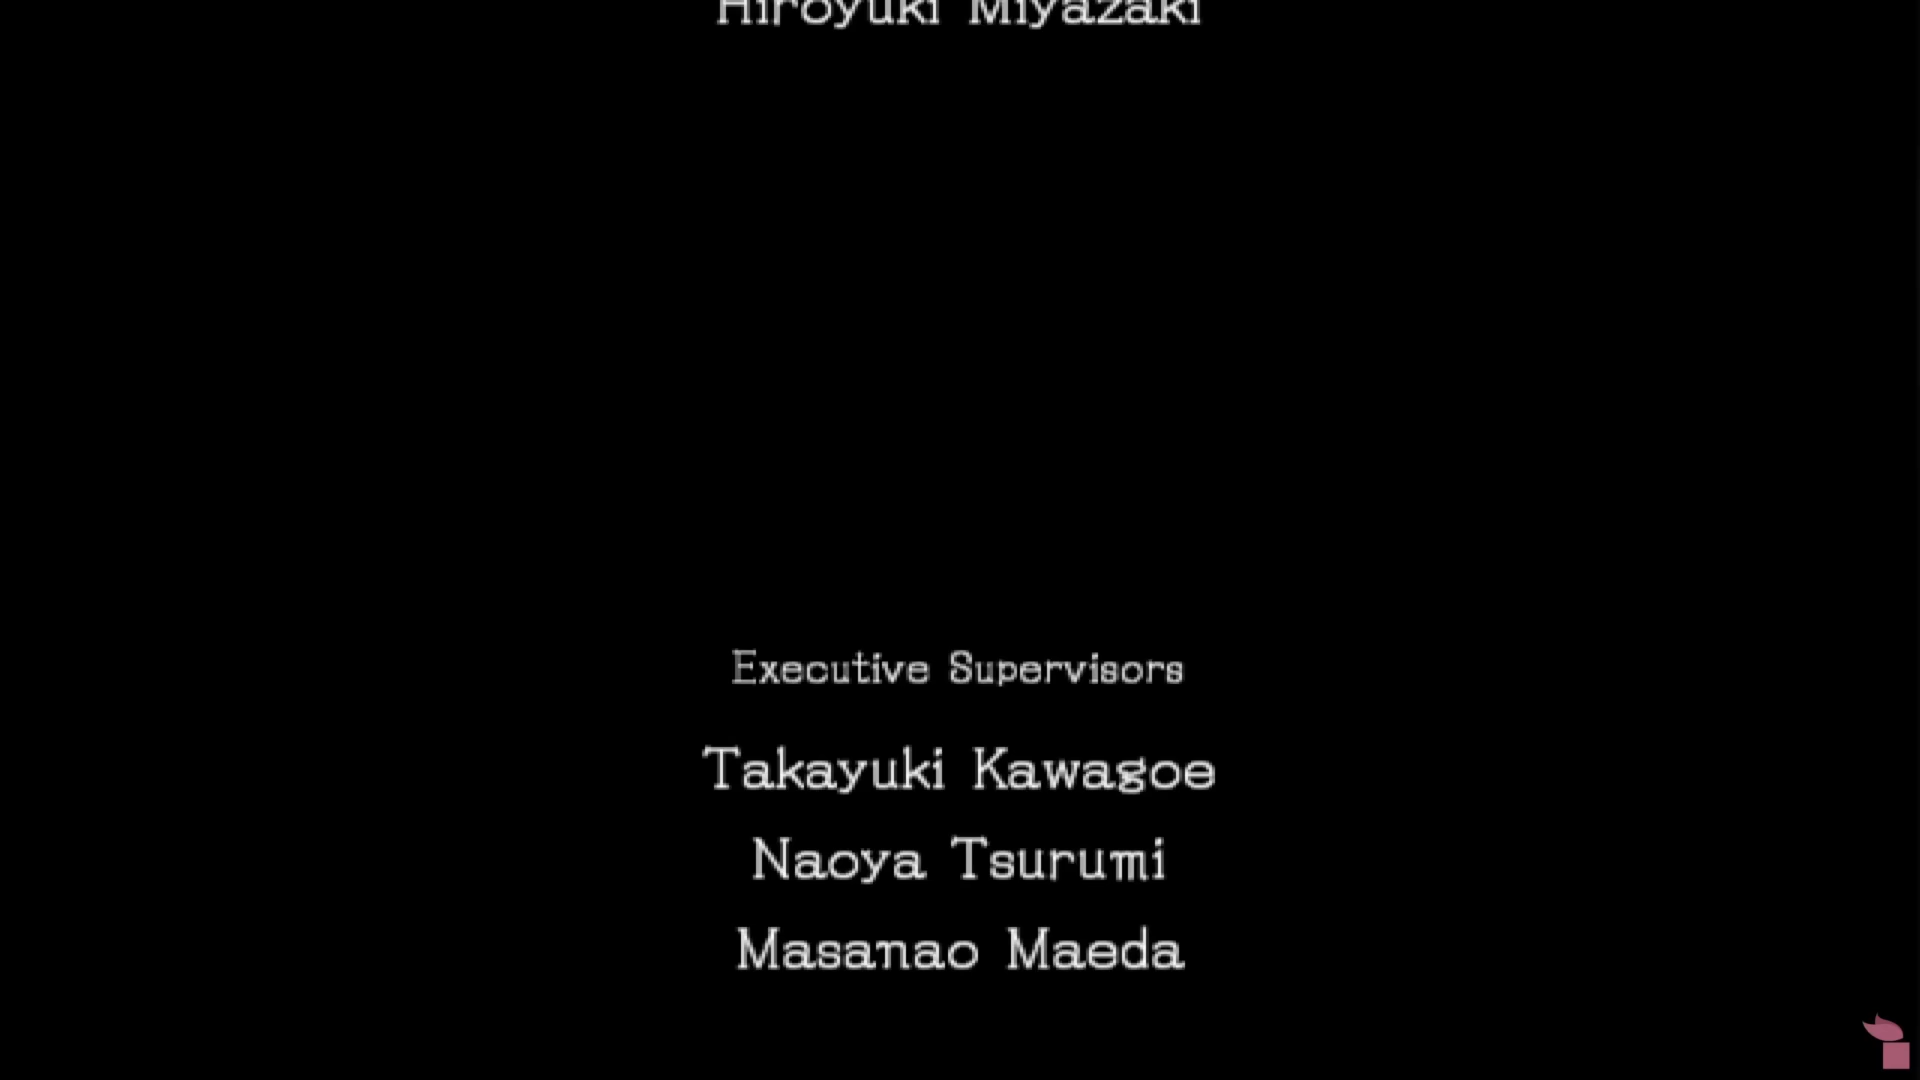 Hiroyuki Miyazaki
Executive Supervisors
Takayuki Kawagoe
Naoya Tsurumi
Masanao Maeda